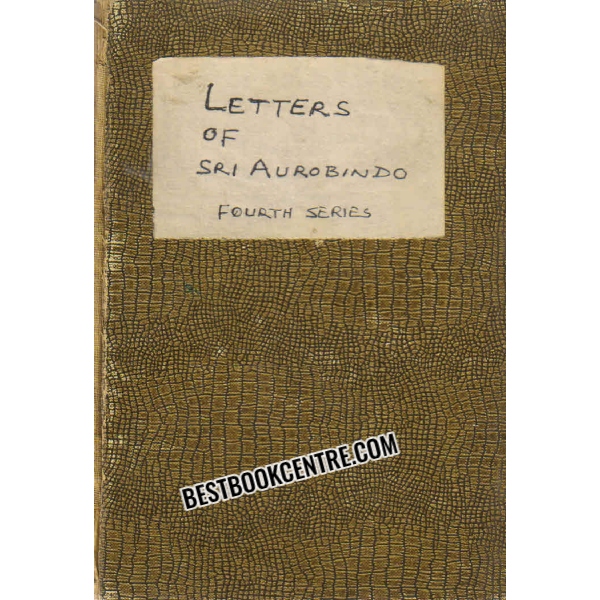 LETTERS
OF
SRI AUROBINDO
FOURTH SERIES
BESTBOOKCENTRE.COM